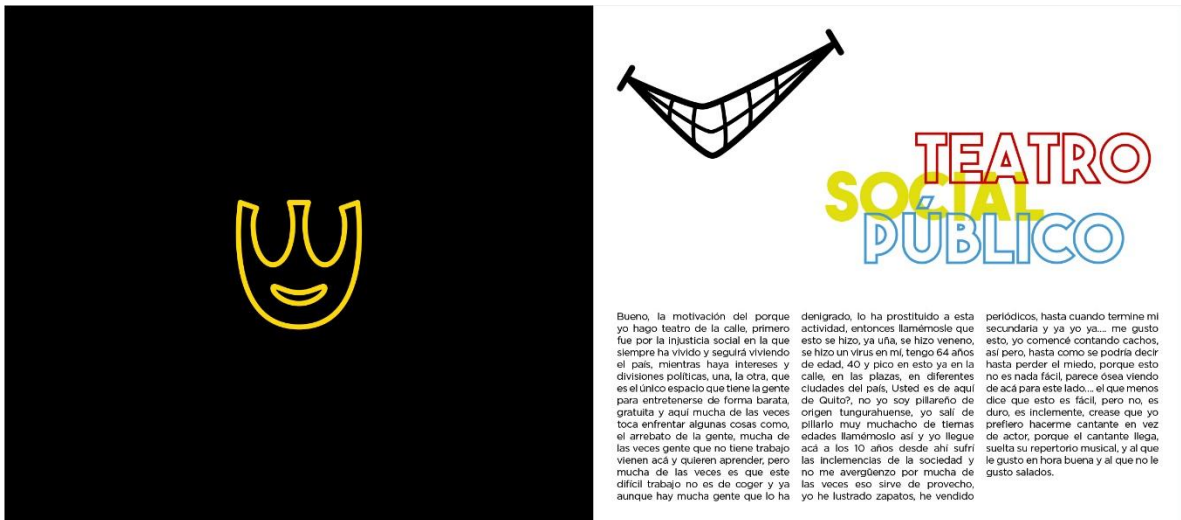 TEATRO
SOCIAL
PÚBLICO
Bueno, la motivación del porque
yo hago teatro de la calle, primero
fue por la injusticia social en la que
siempre ha vivido y seguirá viviendo
el país, mientras haya intereses y
divisiones políticas, una, la otra, que
es el único espacio que tiene la gente
para entretenerse de forma barata,
gratuita y aquí mucha de las veces
toca enfrentar algunas cosas como,
el arrebato de la gente, mucha de
las veces gente que no tiene trabajo
vienen acá y quieren aprender, pero
mucha de las veces es que este
difícil trabajo no es de coger y ya
aunque hay mucha gente que lo ha
denigrado, lo ha prostituido a esta
actividad, entonces llamémosle que
esto se hizo, ya uña, se hizo veneno,
se hizo un virus en mí, tengo 64 años
de edad, 40 y pico en esto ya en la
calle, en las plazas, en diferentes
ciudades del país, Usted es de aquí
de Quito?, no yo soy pillareño de
origen tungurahuense, yo salí de
pillarlo muy muchacho de tiernas
edades llamémoslo así y yo llegue
acá a los 10 años desde ahí sufrí
las inclemencias de la sociedad y
no me avergüenzo por mucha de
las veces eso sirve de provecho,
yo he lustrado zapatos, he vendido
periódicos, hasta cuando termine mi
secundaria y ya yo ya.... me gusto
esto, yo comencé contando cachos,
así pero, hasta como se podría decir
hasta perder el miedo, porque esto
no es nada fácil, parece ósea viendo
de acá para este lado.... el que menos
dice que esto es fácil, pero no, es
duro, es inclemente, crease que yo
prefiero hacerme cantante en vez
de actor, porque el cantante llega,
suelta su repertorio musical, y al que
le gusto en hora buena y al que no le
gusto salados.